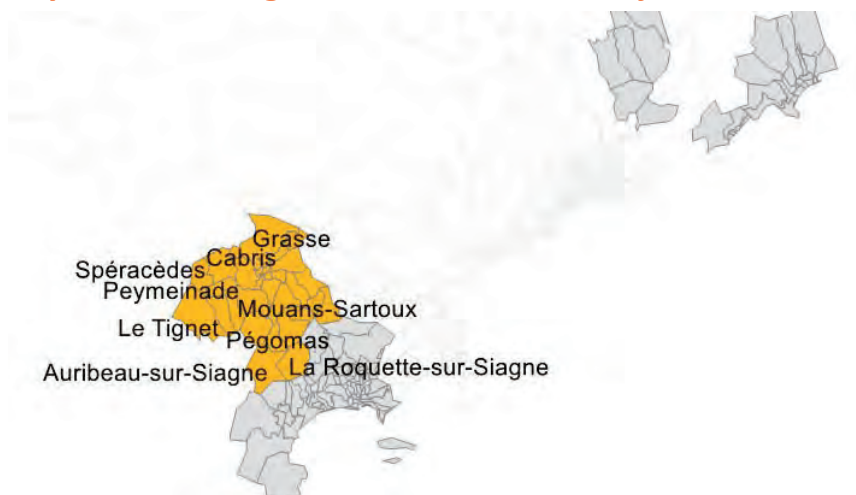 Grasse
Cabris
Spéracèdes
Peymeinade
Mouans-Sartoux
Le Tignet
Pégomas
Auribeau-sur-Siagne
La Roquette-sur-Siagne